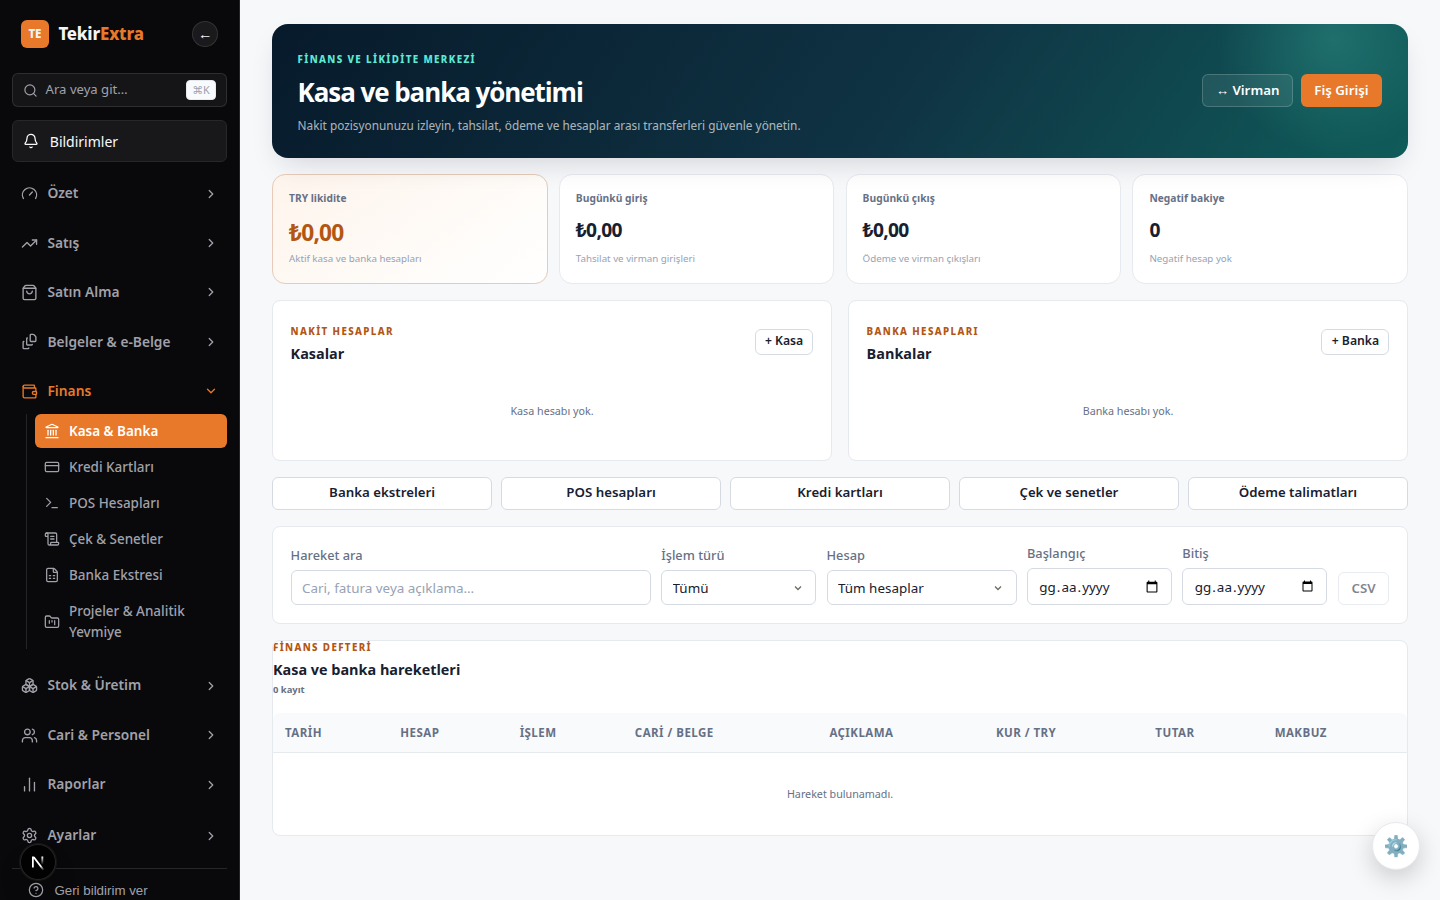 TE
TekirExtra
←
Ara veya git...
⌘K
Bildirimler
Özet
Satış
Satın Alma
Belgeler & e-Belge
Finans
Kasa & Banka
Kredi Kartları
POS Hesapları
Çek & Senetler
Banka Ekstresi
Projeler & Analitik
Yevmiye
Stok & Üretim
Cari & Personel
Raporlar
Ayarlar
N
Geri bildirim ver
FİNANS VE LİKİDİTE MERKEZİ
Kasa ve banka yönetimi
Nakit pozisyonunuzu izleyin, tahsilat, ödeme ve hesaplar arası transferleri güvenle yönetin.
↔ Virman
Fiş Girişi
TRY likidite
₺0,00
Aktif kasa ve banka hesapları
Bugünkü giriş
₺0,00
Tahsilat ve virman girişleri
Bugünkü çıkış
₺0,00
Ödeme ve virman çıkışları
Negatif bakiye
0
Negatif hesap yok
NAKİT HESAPLAR
Kasalar
+ Kasa
Kasa hesabı yok.
BANKA HESAPLARI
Bankalar
+ Banka
Banka hesabı yok.
Banka ekstreleri
POS hesapları
Kredi kartları
Çek ve senetler
Ödeme talimatları
Hareket ara
Cari, fatura veya açıklama...
İşlem türü
Tümü
Hesap
Tüm hesaplar
Başlangıç
gg.aa.yyyy
Bitiş
gg.aa.yyyy
CSV
FİNANS DEFTERİ
Kasa ve banka hareketleri
0 kayıt
TARİH HESAP İŞLEM CARİ / BELGE AÇIKLAMA KUR / TRY TUTAR MAKBUZ
Hareket bulunamadı.